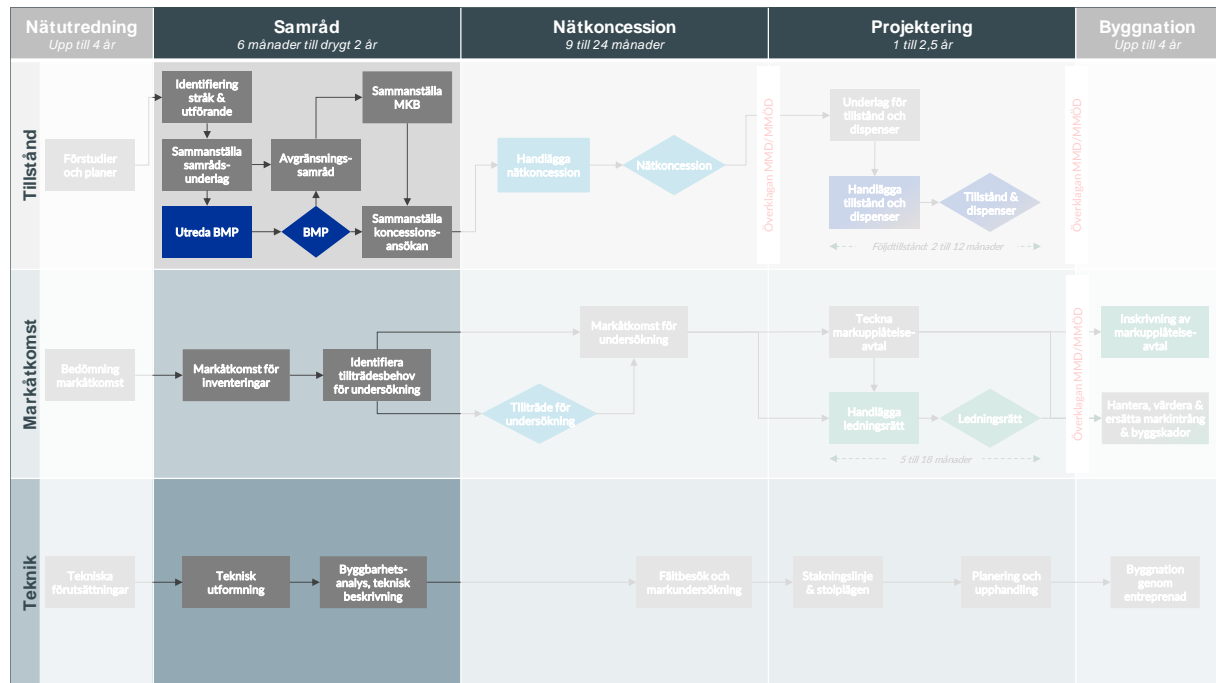 Nätutredning
Upp till 4 år
Samråd
6 månader till drygt 2 år
Nätkoncession
9 till 24 månader
Projektering
1 till 2,5 år
Byggnation
Upp till 4 år
Tillstånd
Förstudier
och planer
Identifiering
stråk &
utförande
Sammanställa
samråds-
underlag
Utreda BMP
Avgränsnings-
samråd
BMP
Sammanställa
MKB
Sammanställa
koncessions-
ansökan
Handlägga
nätkoncession
Nätkoncession
Överklagan MMD/MMÖD
Underlag för
tillstånd och
dispenser
Handlägga
tillstånd och
dispenser
Tillstånd &
dispenser
Följdtillstånd: 2 till 12 månader
Överklagan MMD/MMÖD
Markåtkomst
Bedömning
markåtkomst
Markåtkomst för
inventeringar
Identifiera
tillträdesbehov
för undersökning
Markåtkomst för
undersökning
Tillträde för
undersökning
Teckna
markupplåtelse-
avtal
Handlägga
ledningsrätt
Ledningsrätt
5 till 18 månader
Överklagan MMD/MMÖD
Inskrivning av
markupplåtelse-
avtal
Hantera, värdera &
ersätta markintrång
& byggskador
Teknik
Tekniska
förutsättningar
Teknisk
utformning
Byggbarhets-
analys, teknisk
beskrivning
Fältbesök och
markundersökning
Stakningslinje
& stolplägen
Planering och
upphandling
Byggnation
genom
entreprenad